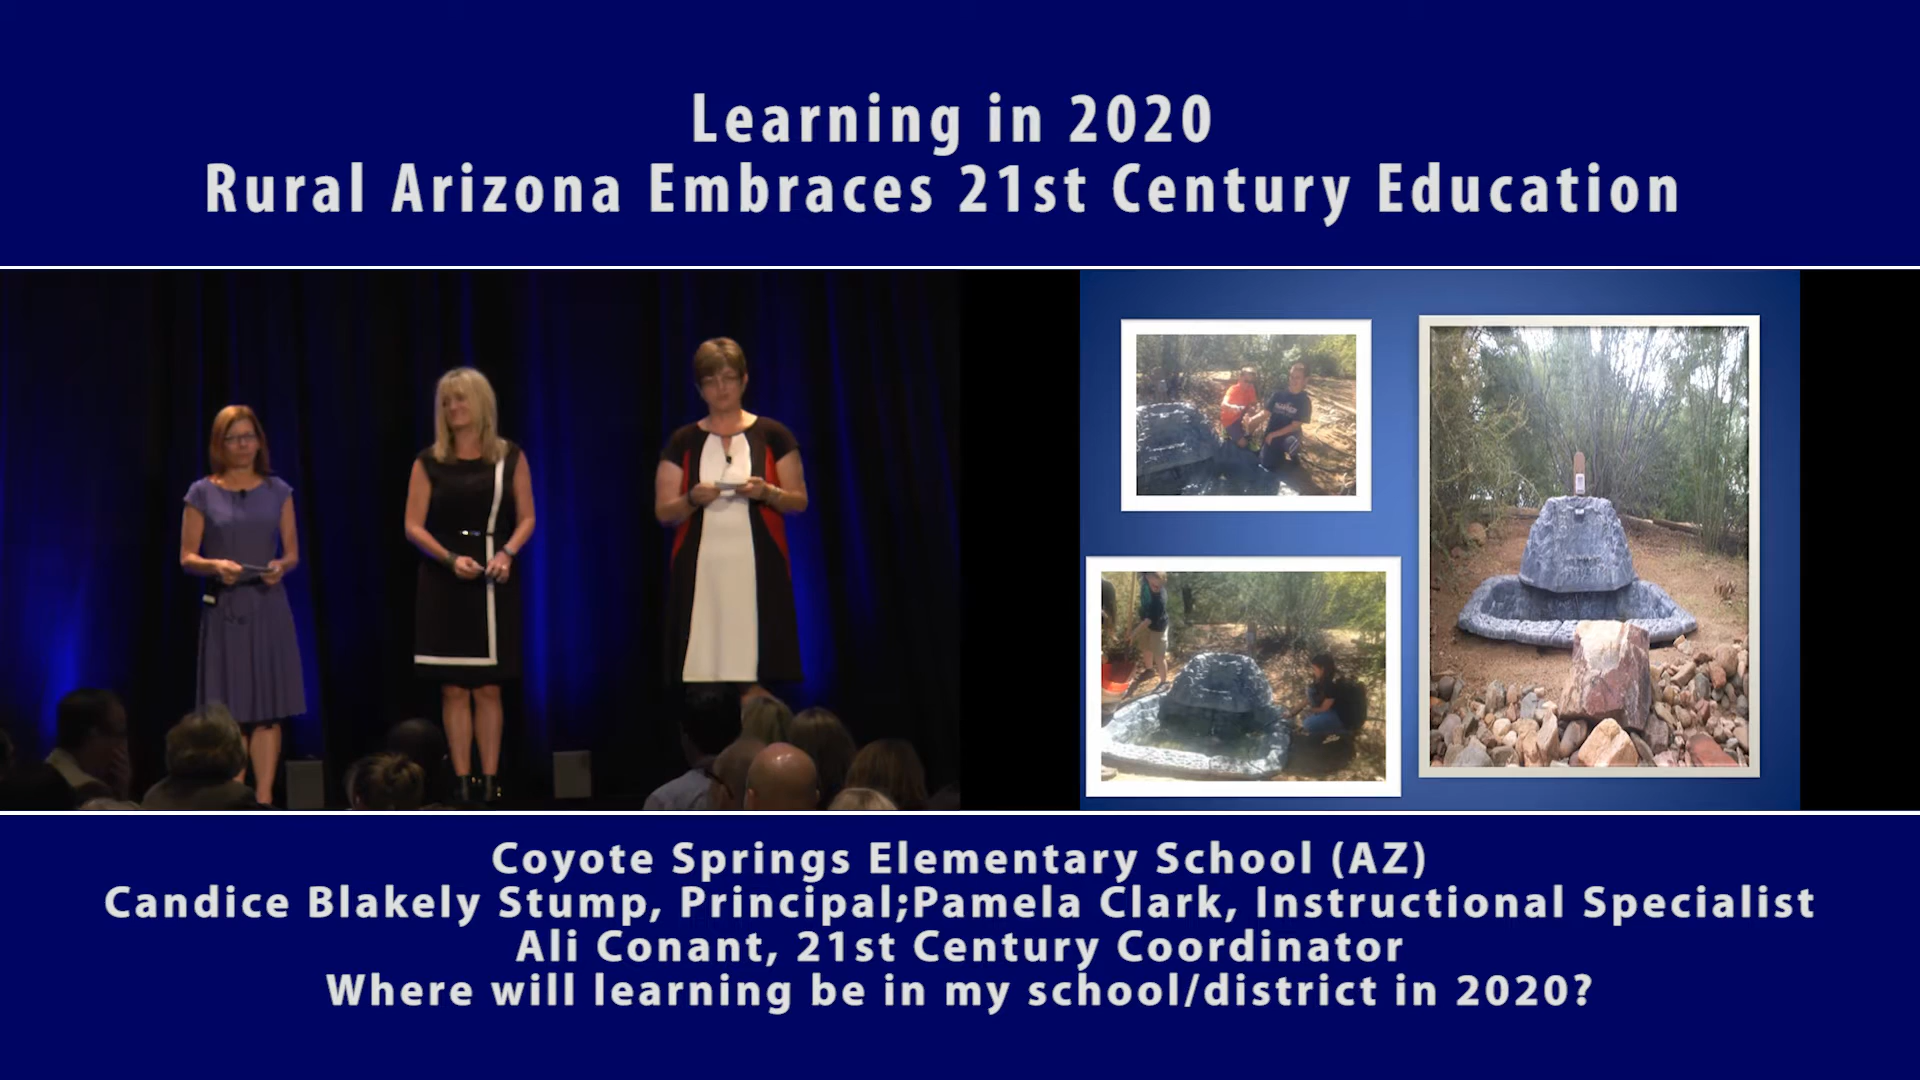 Learning in 2020
Rural Arizona Embraces 21st Century Education
Coyote Springs Elementary School (AZ)
Candice Blakely Stump, Principal;Pamela Clark, Instructional Specialist
Ali Conant, 21st Century Coordinator
Where will learning be in my school/district in 2020?